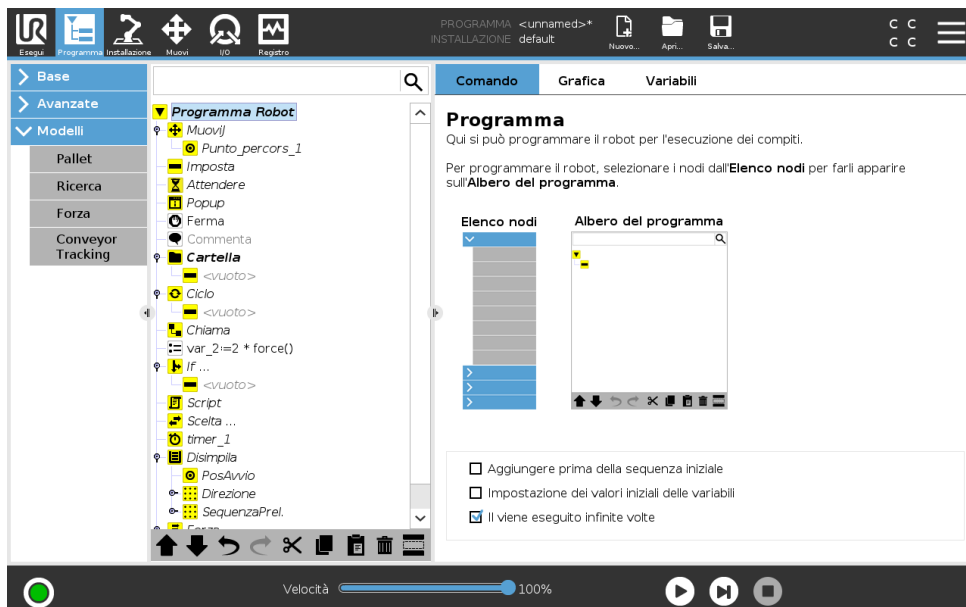 PROGRAMMA <unnamed>*
INSTALLAZIONE default
Esegui
Programma
Installazione
Muovi
I/O
Registro
Nuovo...
Apri...
Salva...
C C
C C
Base
Avanzate
Modelli
Pallet
Ricerca
Forza
Conveyor
Tracking
Programma Robot
MuoviJ
Punto_percors_1
Imposta
Attendere
Popup
Ferma
Commenta
Cartella
<vuoto>
Ciclo
<vuoto>
Chiama
var_2:=2 * force()
If ...
<vuoto>
Script
Scelta ...
timer_1
Disimpila
PosAvvio
Direzione
SequenzaPrel.
Forza
Comando
Grafica
Variabili
Programma
Qui si può programmare il robot per l'esecuzione dei compiti.
Per programmare il robot, selezionare i nodi dall'Elenco nodi per farli apparire
sull'Albero del programma.
Elenco nodi
Albero del programma
Aggiungere prima della sequenza iniziale
Impostazione dei valori iniziali delle variabili
Il viene eseguito infinite volte
Velocità
100%